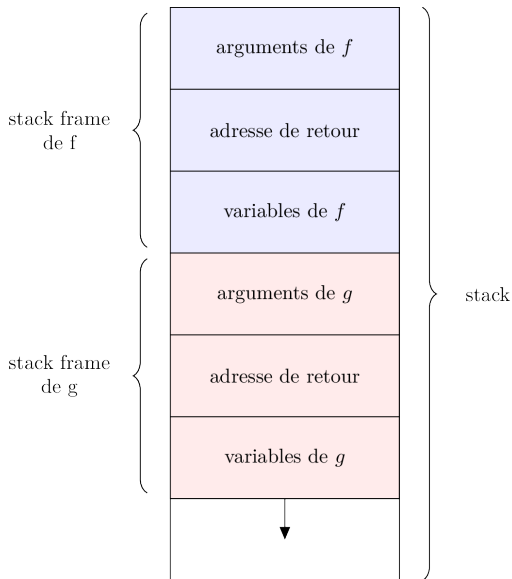 arguments de f
stack frame
de f
adresse de retour
variables de f
arguments de g
stack
stack frame
de g
adresse de retour
variables de g